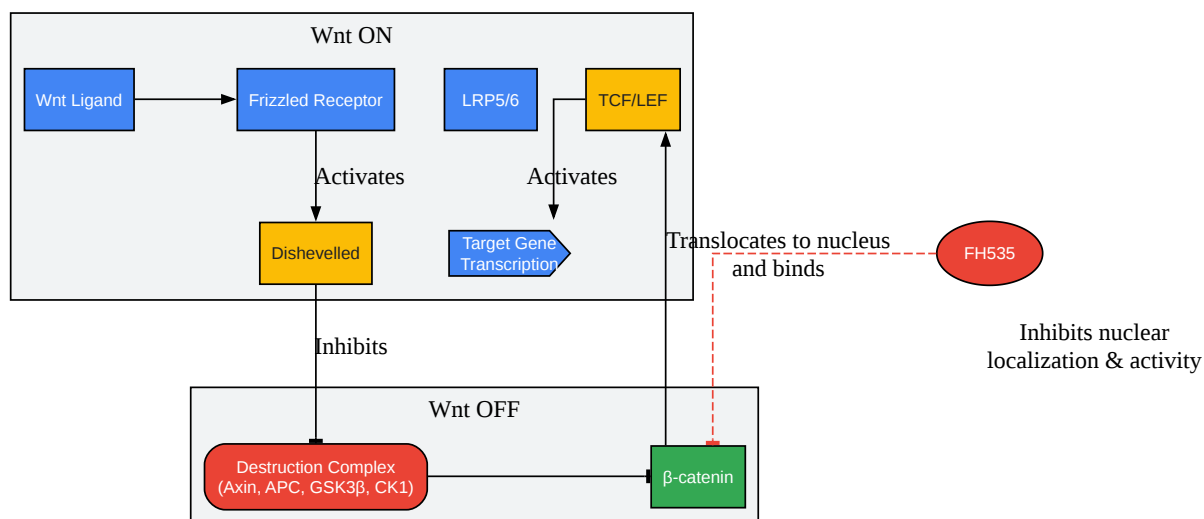 Wnt ON
Wnt Ligand
Frizzled Receptor
LRP5/6
TCF/LEF
Activates
Activates
Dishevelled
Target Gene
Transcription
Translocates to nucleus
and binds
FH535
Inhibits
Inhibits nuclear
localization & activity
Wnt OFF
Destruction Complex
(Axin, APC, GSK3β, CK1)
β-catenin